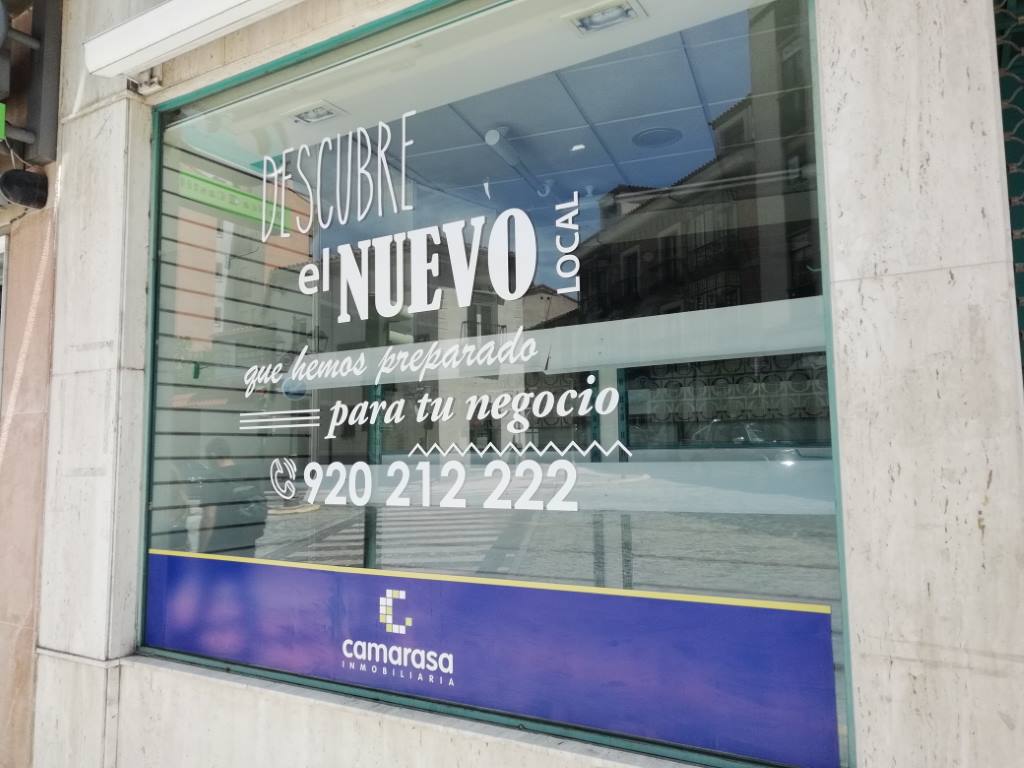 DESCUBRE
el NUEVO LOCAL
que hemos preparado
para tu negocio
920 212 222
camarasa
INMOBILIARIA